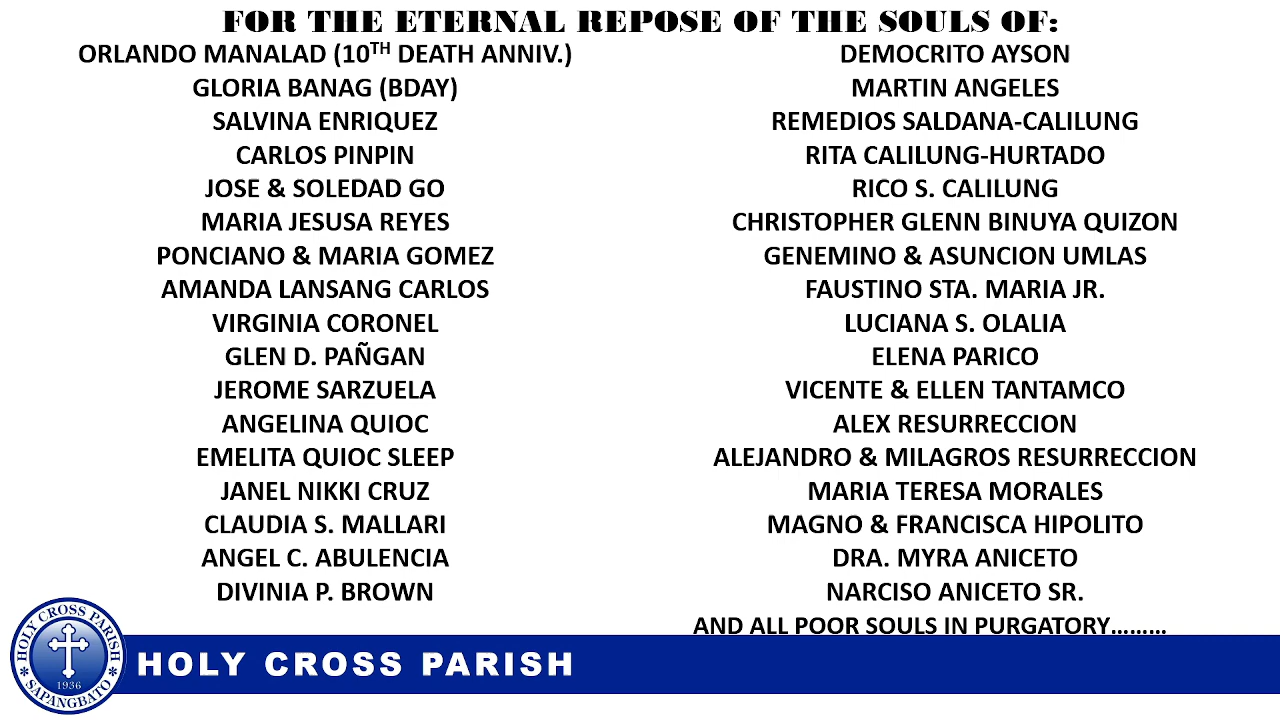 FOR THE ETERNAL REPOSE OF THE SOULS OF:
ORLANDO MANALAD (10TH DEATH ANNIV.)
GLORIA BANAG (BDAY)
SALVINA ENRIQUEZ
CARLOS PINPIN
JOSE & SOLEDAD GO
MARIA JESUSA REYES
PONCIANO & MARIA GOMEZ
AMANDA LANSANG CARLOS
VIRGINIA CORONEL
GLEN D. PAÑGAN
JEROME SARZUELA
ANGELINA QUIOC
EMELITA QUIOC SLEEP
JANEL NIKKI CRUZ
CLAUDIA S. MALLARI
ANGEL C. ABULENCIA
DIVINIA P. BROWN
DEMOCRITO AYSON
MARTIN ANGELES
REMEDIOS SALDANA-CALILUNG
RITA CALILUNG-HURTADO
RICO S. CALILUNG
CHRISTOPHER GLENN BINUYA QUIZON
GENEMINO & ASUNCION UMLAS
FAUSTINO STA. MARIA JR.
LUCIANA S. OLALIA
ELENA PARICO
VICENTE & ELLEN TANTAMCO
ALEX RESURRECCION
ALEJANDRO & MILAGROS RESURRECCION
MARIA TERESA MORALES
MAGNO & FRANCISCA HIPOLITO
DRA. MYRA ANICETO
NARCISO ANICETO SR.
AND ALL POOR SOULS IN PURGATORY.........
HOLY CROSS PARISH
1936
SAPANGBATO
HOLY CROSS PARISH